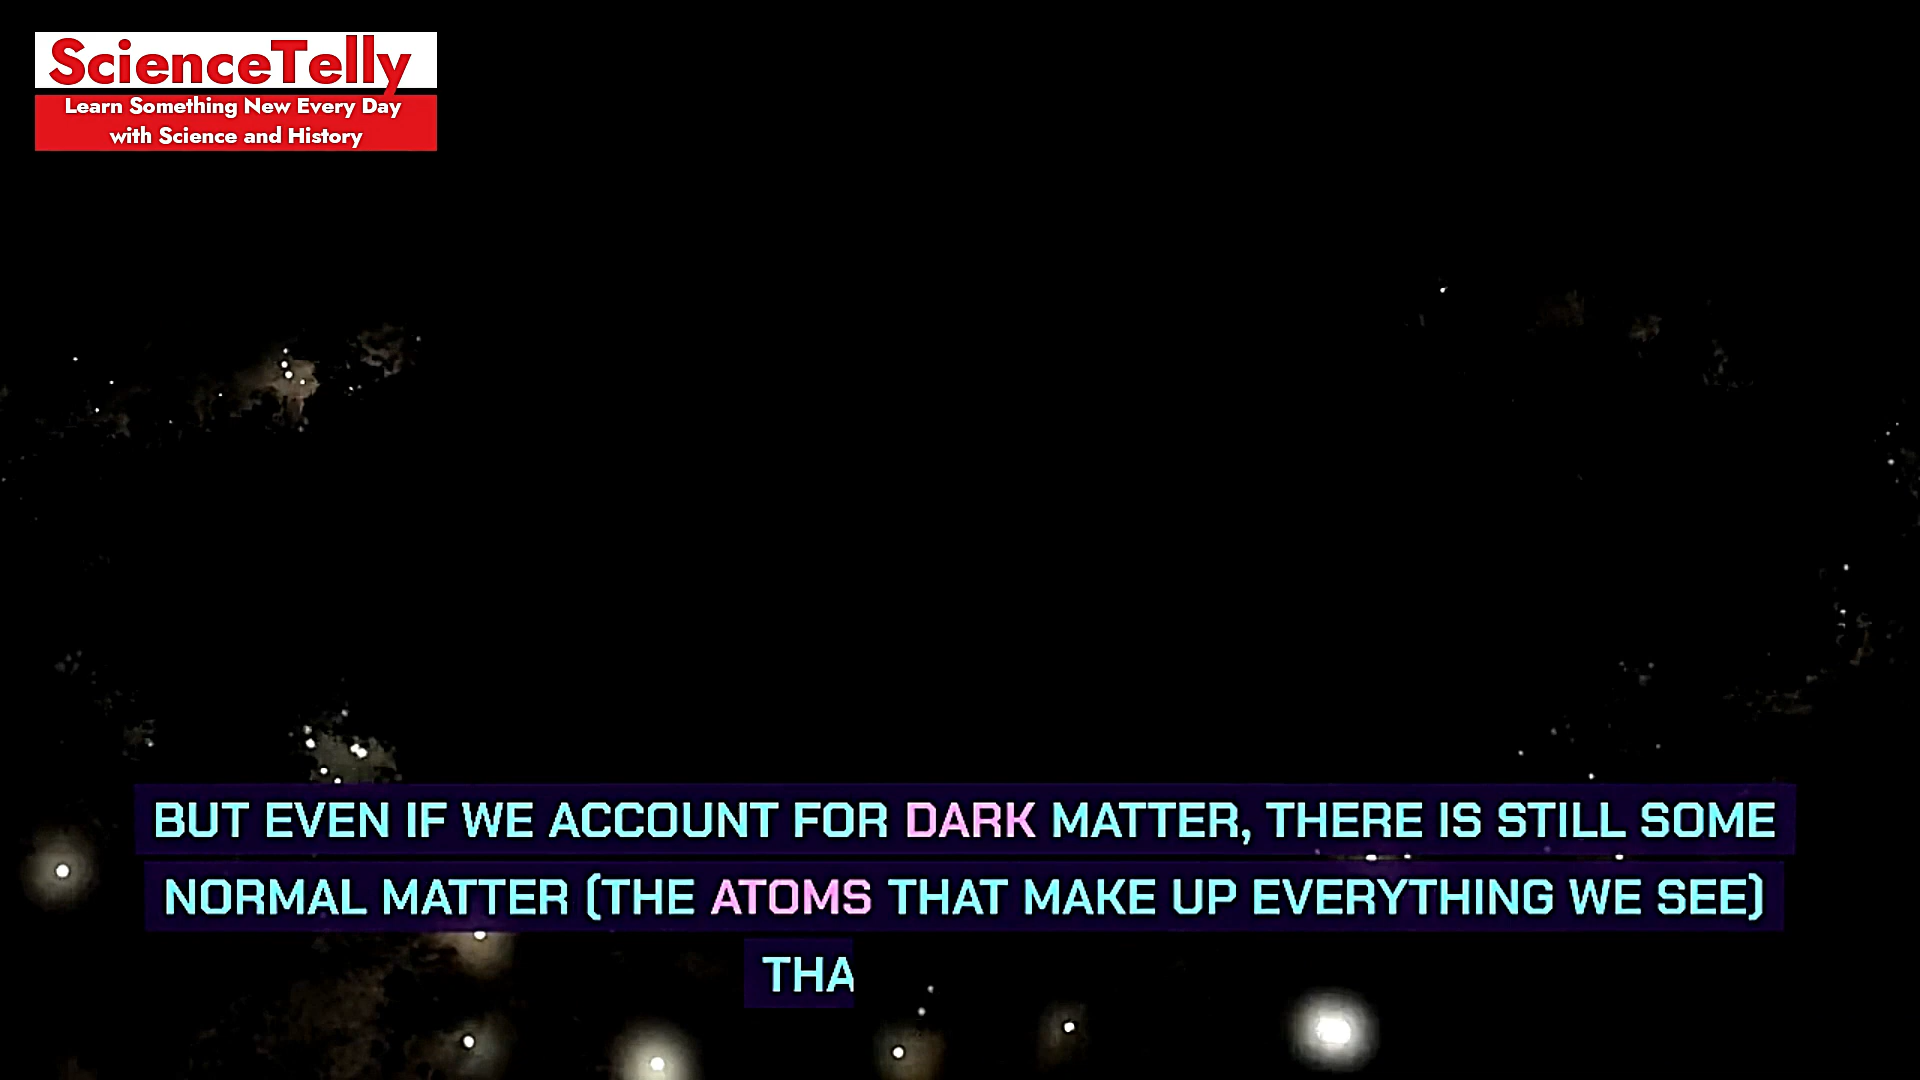 ScienceTelly
Learn Something New Every Day
with Science and History
BUT EVEN IF WE ACCOUNT FOR DARK MATTER, THERE IS STILL SOME
NORMAL MATTER (THE ATOMS THAT MAKE UP EVERYTHING WE SEE)
THA